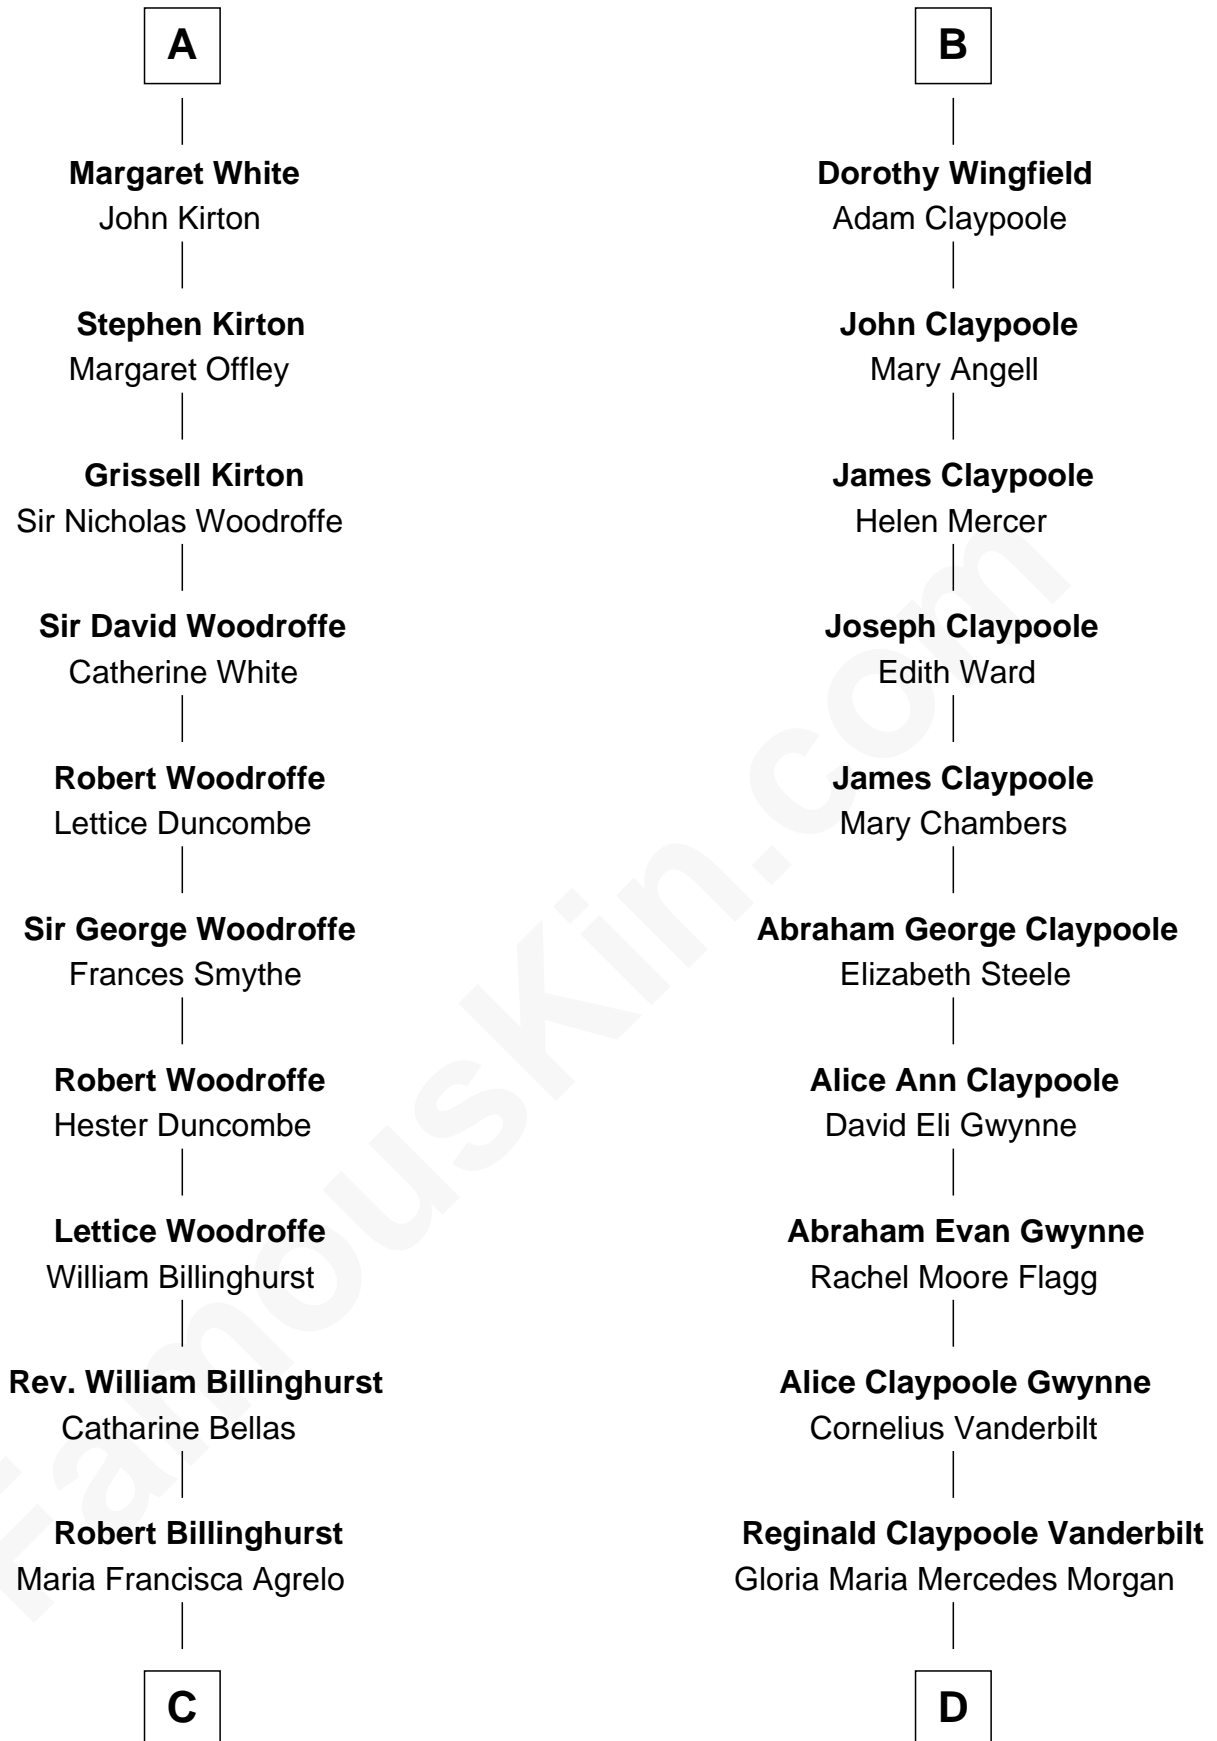 A
Margaret White
John Kirton
Stephen Kirton
Margaret Offley
Grissell Kirton
Sir Nicholas Woodroffe
Sir David Woodroffe
Catherine White
Robert Woodroffe
Lettice Duncombe
Sir George Woodroffe
Frances Smythe
Robert Woodroffe
Hester Duncombe
Lettice Woodroffe
William Billinghurst
Rev. William Billinghurst
Catharine Bellas
Robert Billinghurst
Maria Francisca Agrelo
C
B
Dorothy Wingfield
Adam Claypoole
John Claypoole
Mary Angell
James Claypoole
Helen Mercer
Joseph Claypoole
Edith Ward
James Claypoole
Mary Chambers
Abraham George Claypoole
Elizabeth Steele
Alice Ann Claypoole
David Eli Gwynne
Abraham Evan Gwynne
Rachel Moore Flagg
Alice Claypoole Gwynne
Cornelius Vanderbilt
Reginald Claypoole Vanderbilt
Gloria Maria Mercedes Morgan
D
FamousKin.com